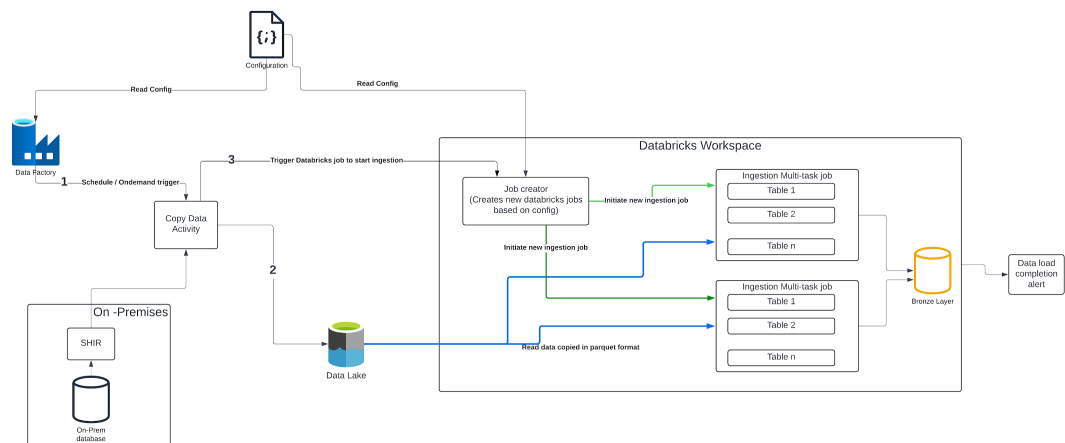 {;}
Configuration
Read Config
Read Config
Data Factory
1
Schedule / Ondemand trigger
3
Trigger Databricks job to start ingestion
Copy Data
Activity
2
On -Premises
SHIR
On-Prem
database
Data Lake
Databricks Workspace
Job creator
(Creates new databricks jobs
based on config)
Initiate new ingestion job
Initiate new ingestion job
Ingestion Multi-task job
Table 1
Table 2
Table n
Ingestion Multi-task job
Table 1
Table 2
Table n
Read data copied in parquet format
Bronze Layer
Data load
completion
alert